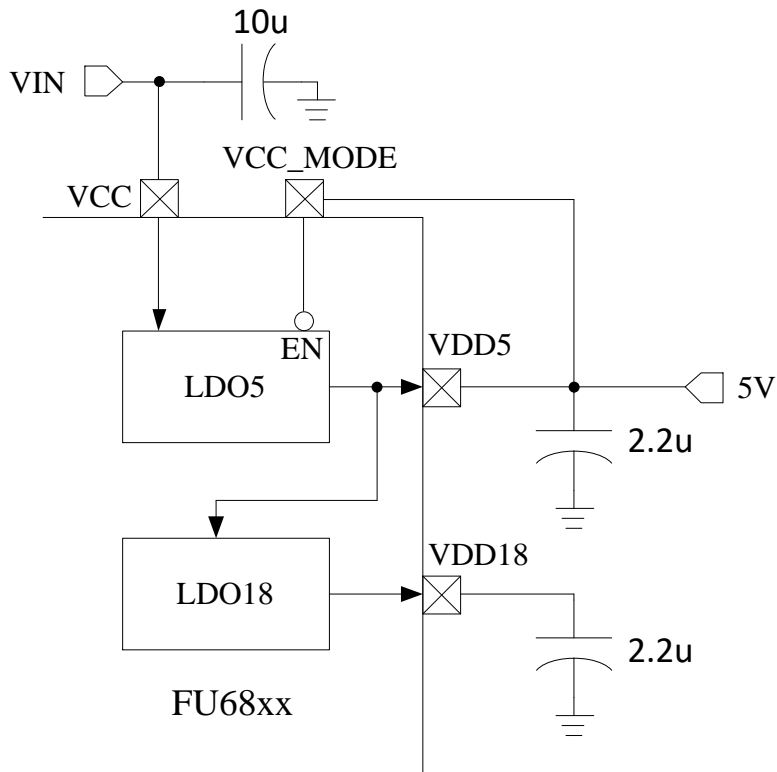 10u
VIN
VCC_MODE
VCC
EN
LDO5
VDD5
5V
2.2u
LDO18
VDD18
2.2u
FU68xx